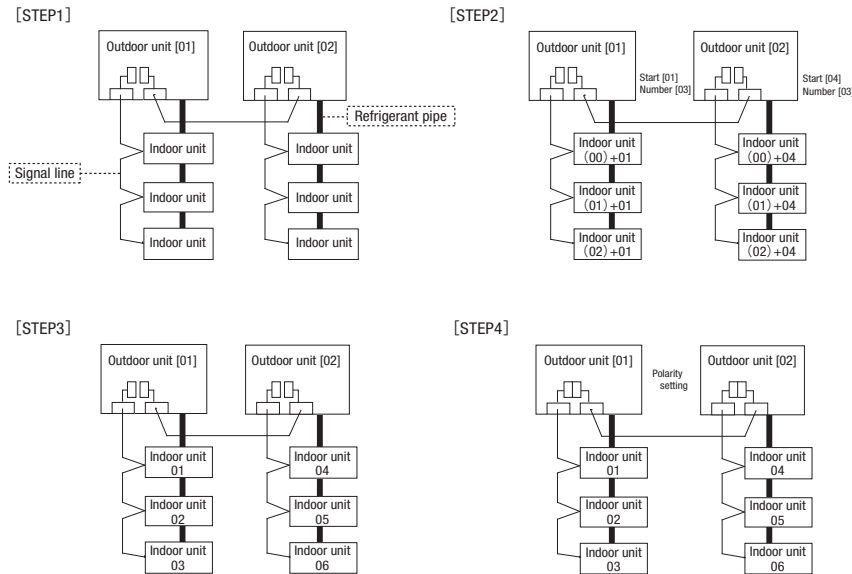 [STEP1]
Outdoor unit [01]
Outdoor unit [02]
Refrigerant pipe
Signal line
Indoor unit
Indoor unit
Indoor unit
Indoor unit
Indoor unit
Indoor unit
[STEP2]
Outdoor unit [01]
Start [01]
Number [03]
Outdoor unit [02]
Start [04]
Number [03]
Indoor unit
(00)+01
Indoor unit
(01)+01
Indoor unit
(02)+01
Indoor unit
(00)+04
Indoor unit
(01)+04
Indoor unit
(02)+04
[STEP3]
Outdoor unit [01]
Outdoor unit [02]
Indoor unit
01
Indoor unit
02
Indoor unit
03
Indoor unit
04
Indoor unit
05
Indoor unit
06
[STEP4]
Outdoor unit [01]
Polarity
setting
Outdoor unit [02]
Indoor unit
01
Indoor unit
02
Indoor unit
03
Indoor unit
04
Indoor unit
05
Indoor unit
06